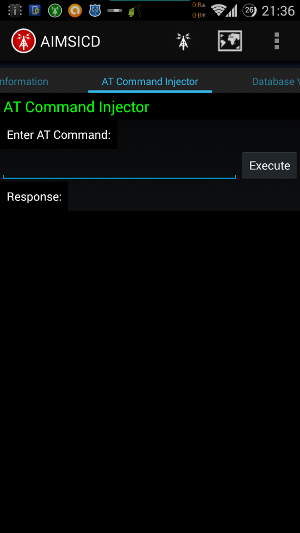 0 B
0 B
26
21:36
AIMSICD
nformation
AT Command Injector
Database V
AT Command Injector
Enter AT Command:
Execute
Response: